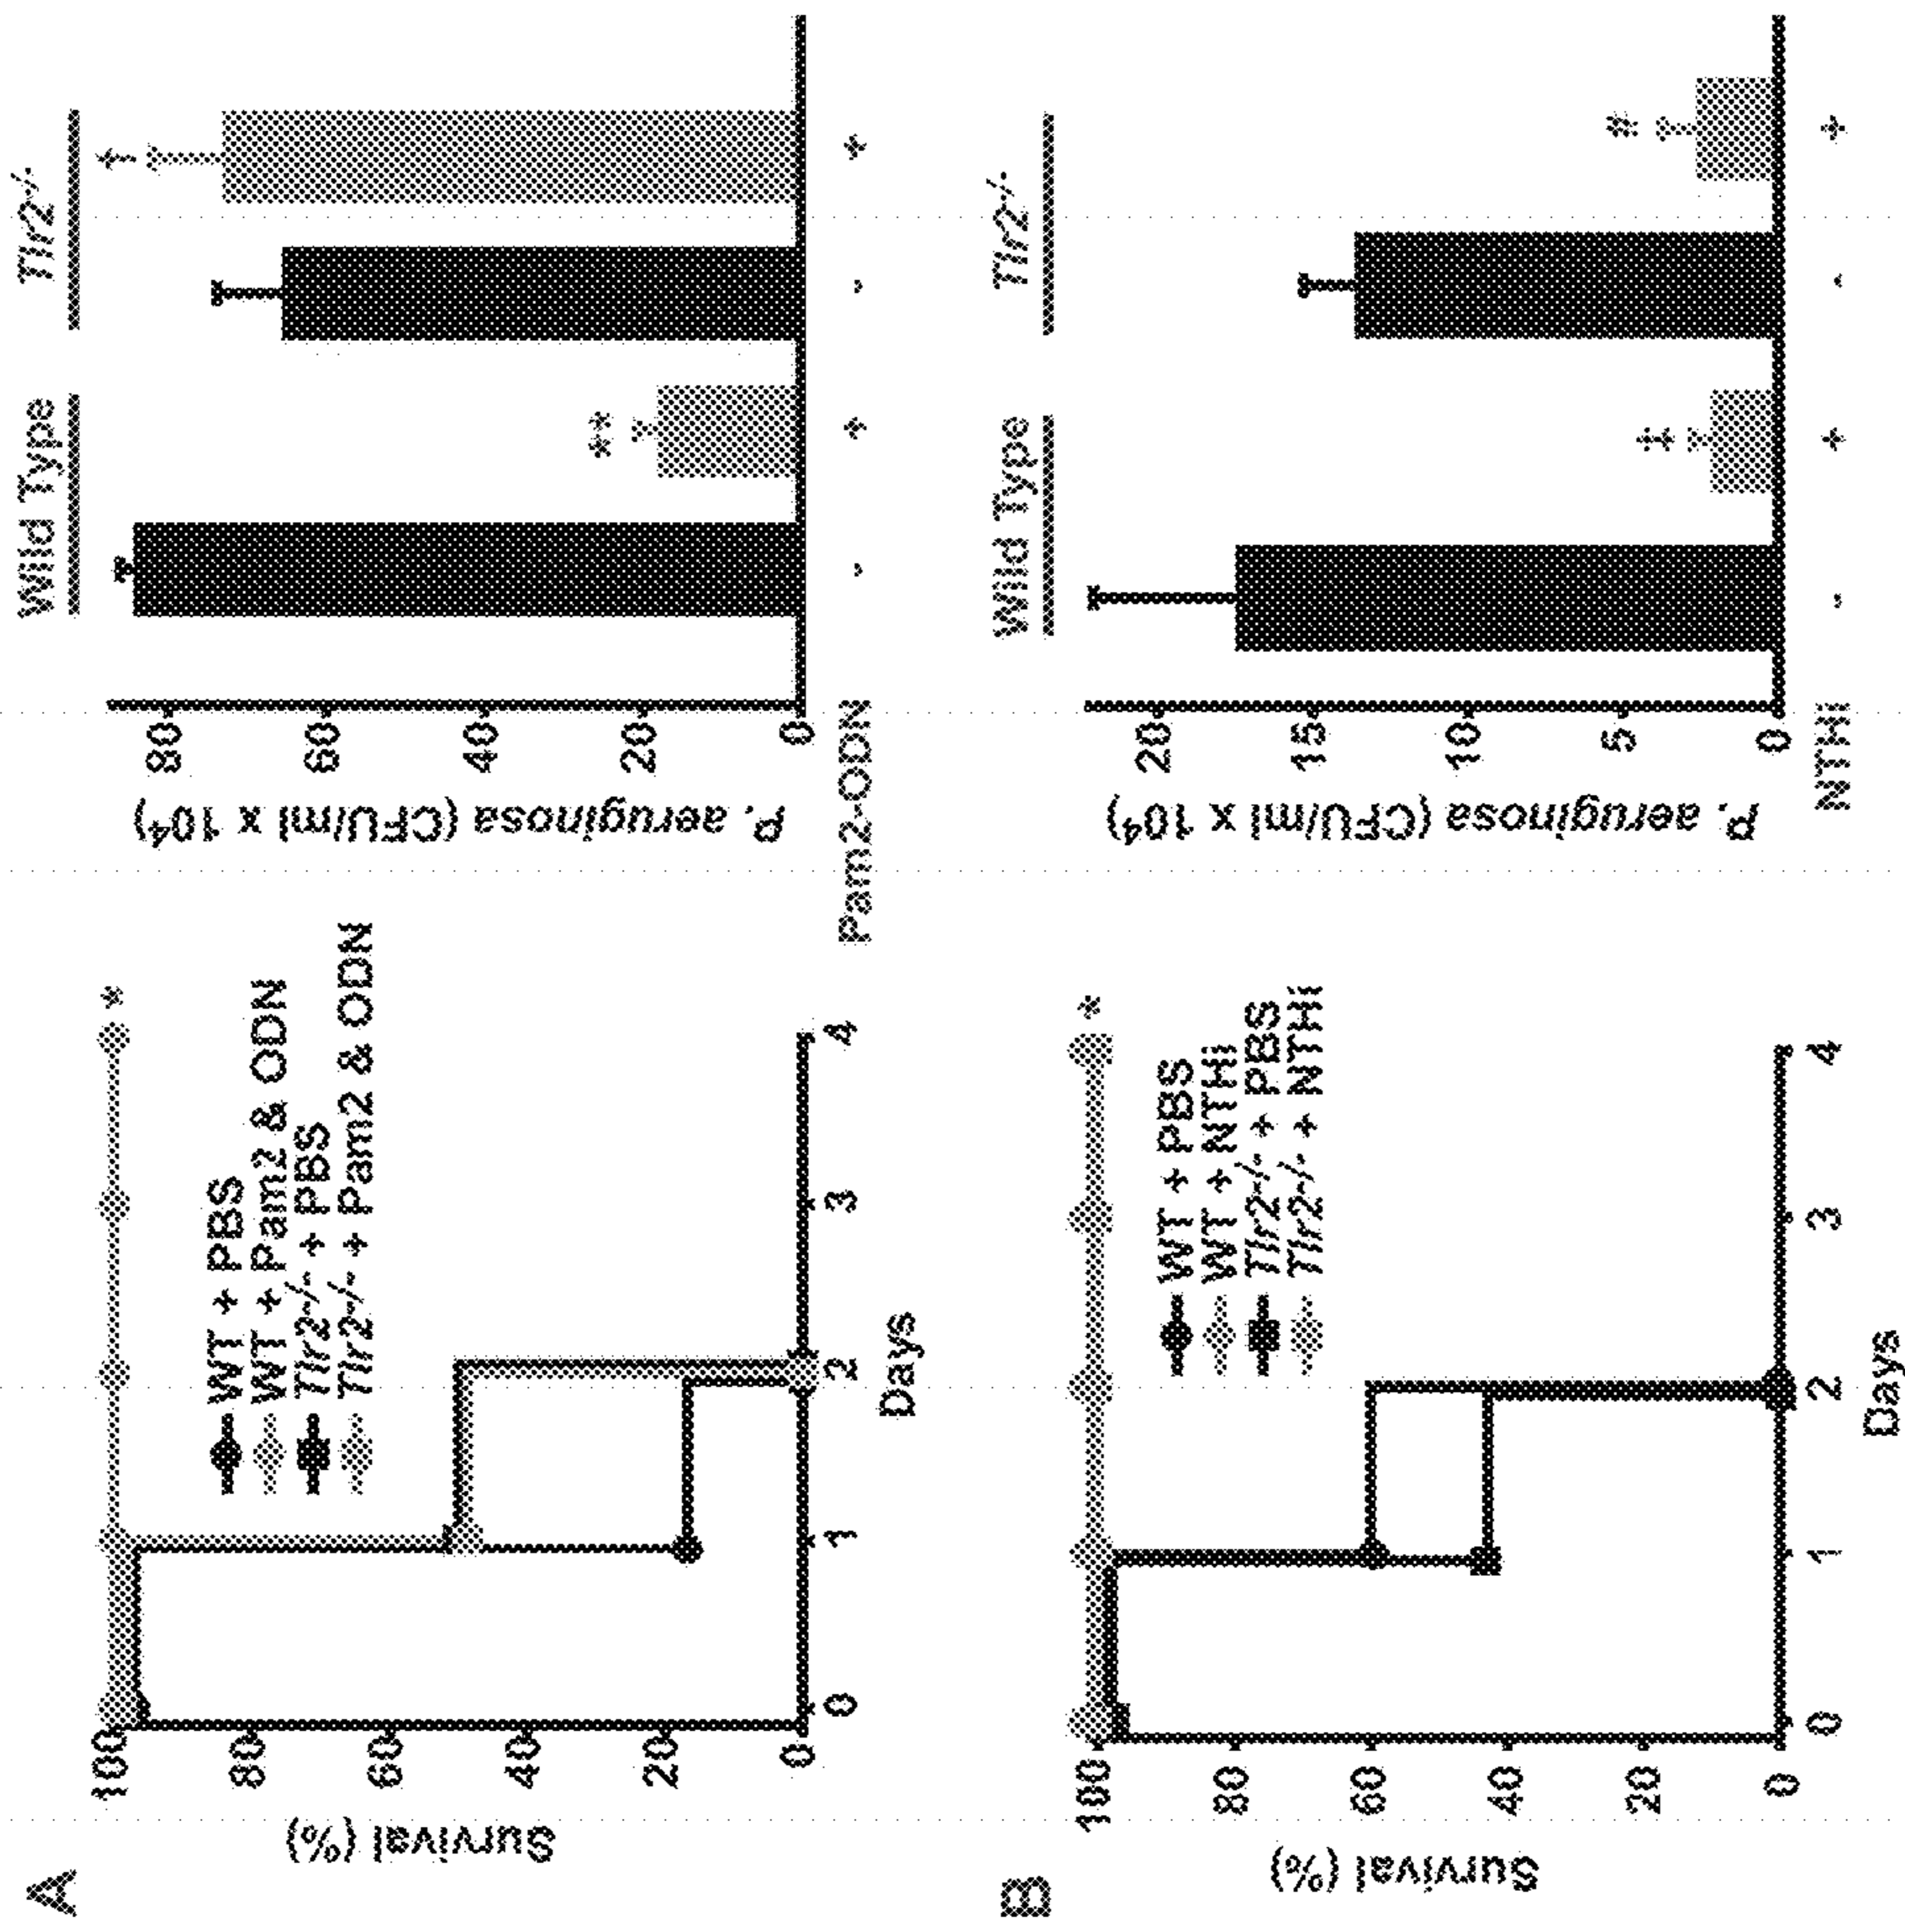 A
Survival (%)
100
80
60
40
20
0
0 1 2 3 4
Days
WT + PBS
WT + Pam2 & ODN
Tlr2-/- + PBS
Tlr2-/- + Pam2 & ODN
*
P. aeruginosa (CFU/ml x 10⁴)
80
60
40
20
0
Wild Type Tlr2-/-
** †
Pam2-ODN - + - +
B
Survival (%)
100
80
60
40
20
0
0 1 2 3 4
Days
WT + PBS
WT + NTHi
Tlr2-/- + PBS
Tlr2-/- + NTHi
*
P. aeruginosa (CFU/ml x 10⁴)
20
15
10
5
0
Wild Type Tlr2-/-
‡ #
NTHi - + - +